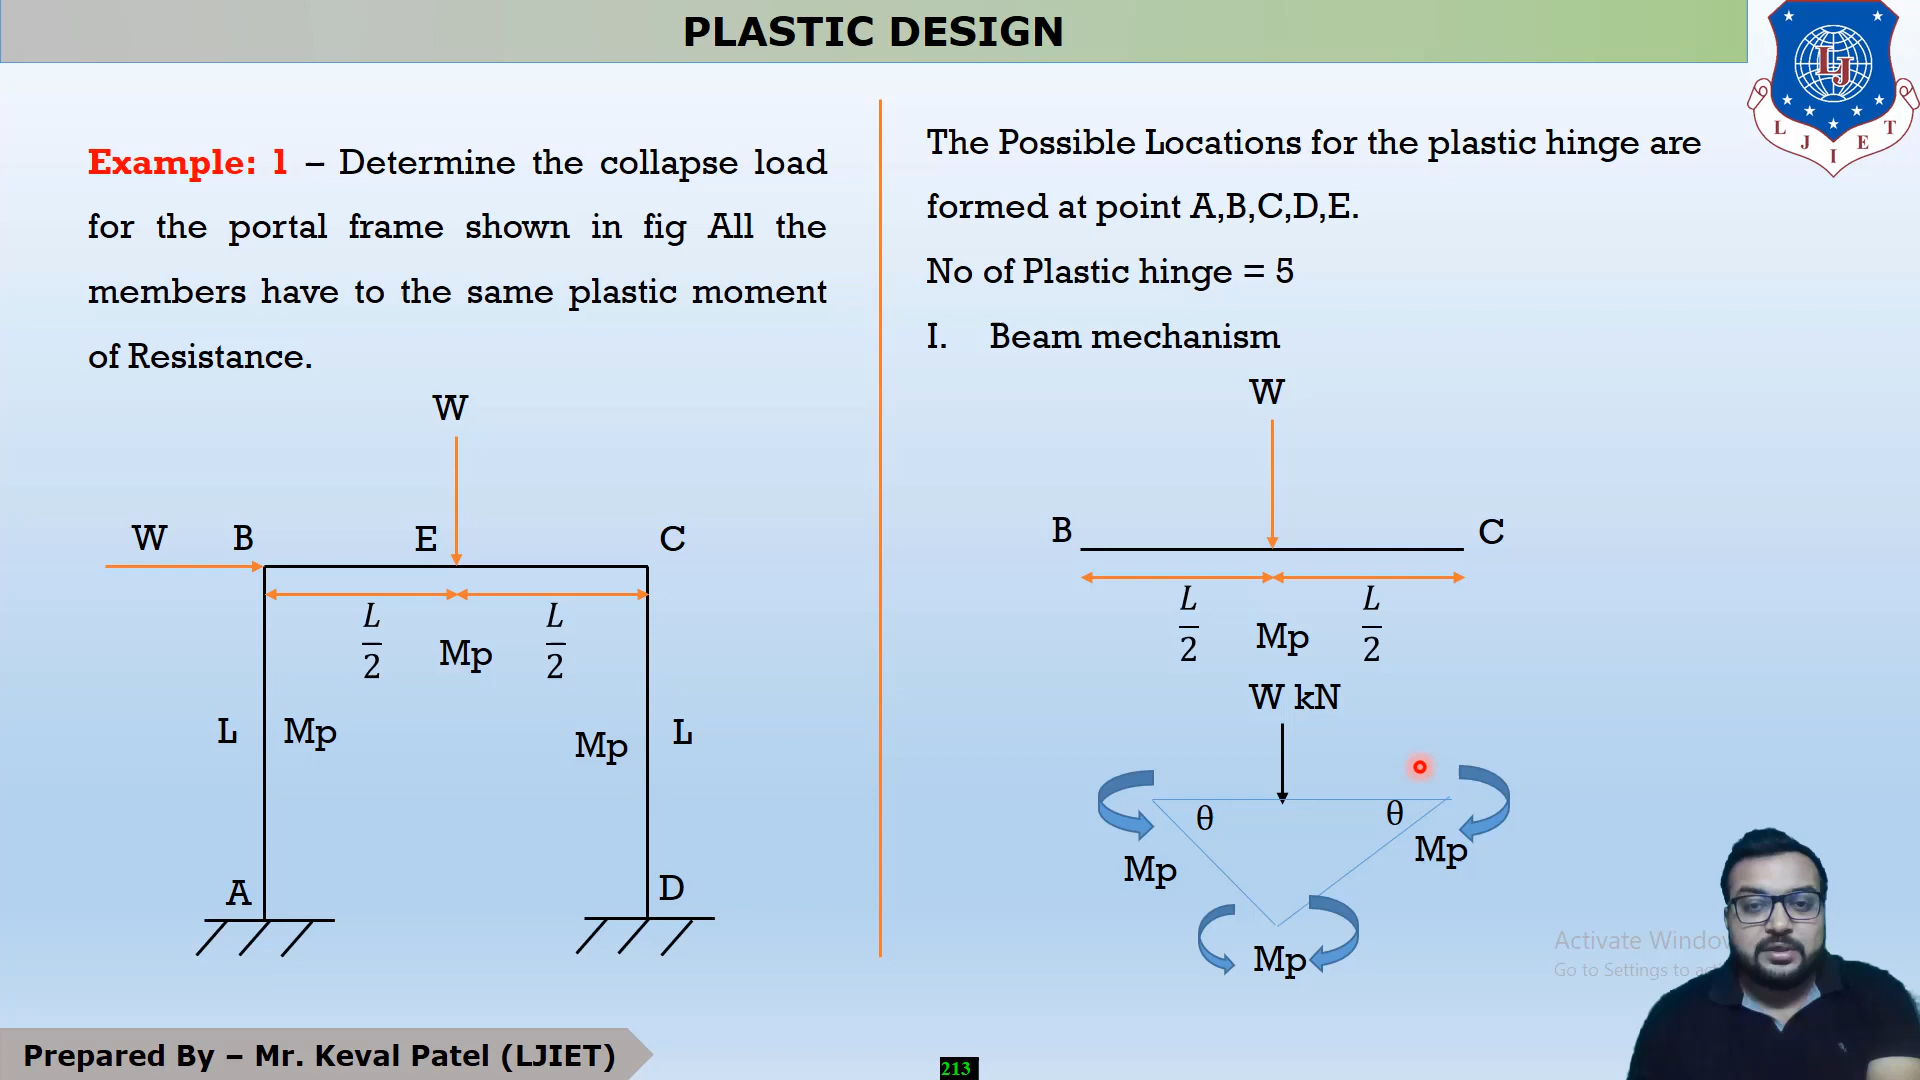 PLASTIC DESIGN
LJ
L J I E T
Example: 1 – Determine the collapse load
for the portal frame shown in fig All the
members have to the same plastic moment
of Resistance.
W
W B E C
L/2 Mp L/2
L Mp Mp L
A D
The Possible Locations for the plastic hinge are
formed at point A,B,C,D,E.
No of Plastic hinge = 5
I. Beam mechanism
W
B C
L/2 Mp L/2
W kN
θ θ
Mp Mp
Mp
Activate Windo
Go to Settings to
Prepared By – Mr. Keval Patel (LJIET)
213